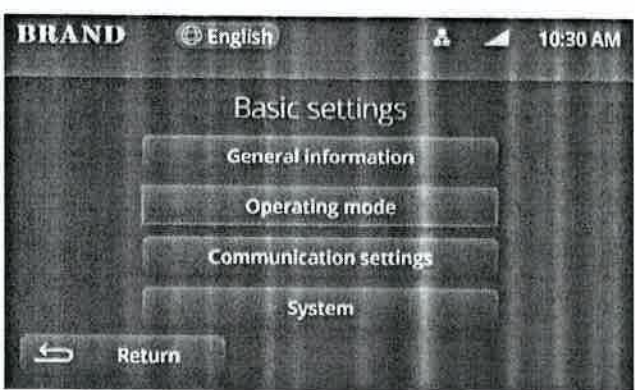 BRAND English 10:30 AM
Basic settings
General information
Operating mode
Communication settings
System
Return